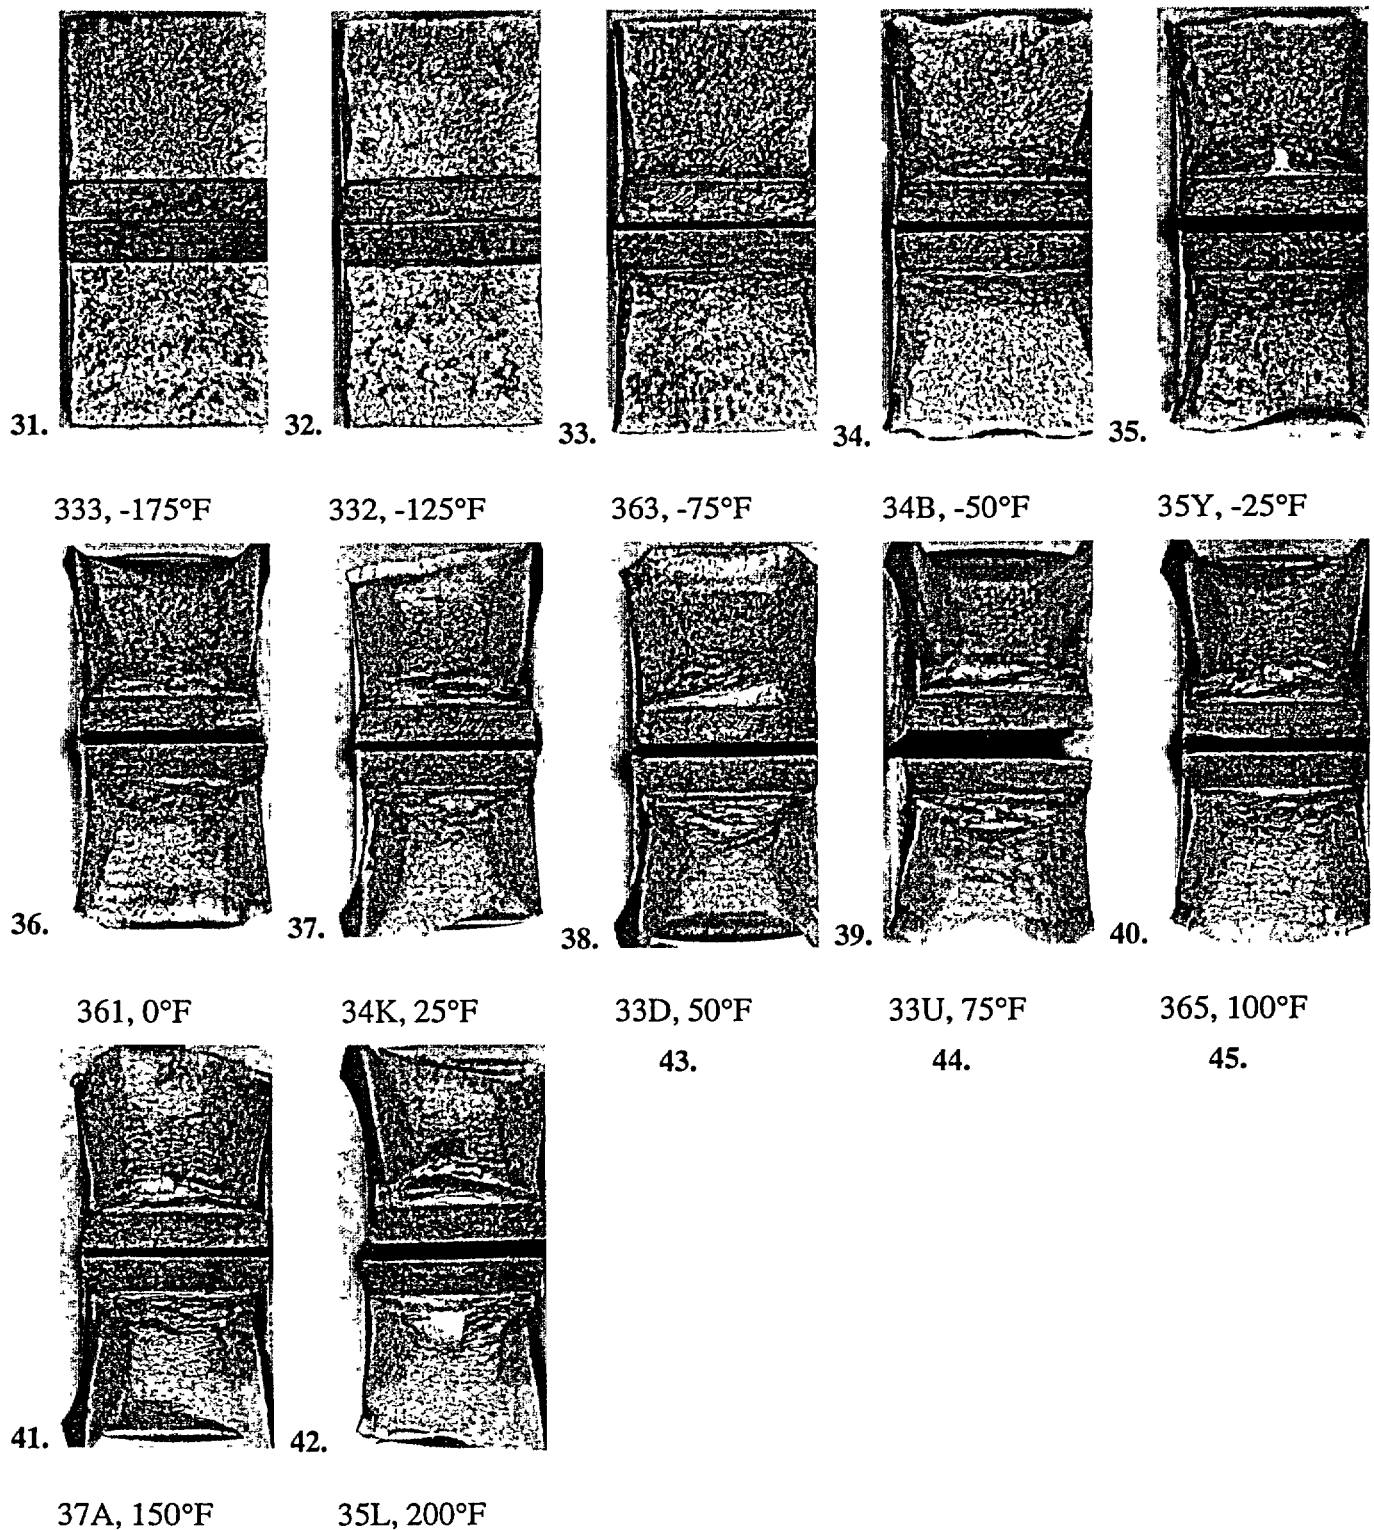 31. 32. 33. 34. 35.
333, -175°F 332, -125°F 363, -75°F 34B, -50°F 35Y, -25°F
36. 37. 38. 39. 40.
361, 0°F 34K, 25°F 33D, 50°F 33U, 75°F 365, 100°F
43. 44. 45.
41. 42.
37A, 150°F 35L, 200°F